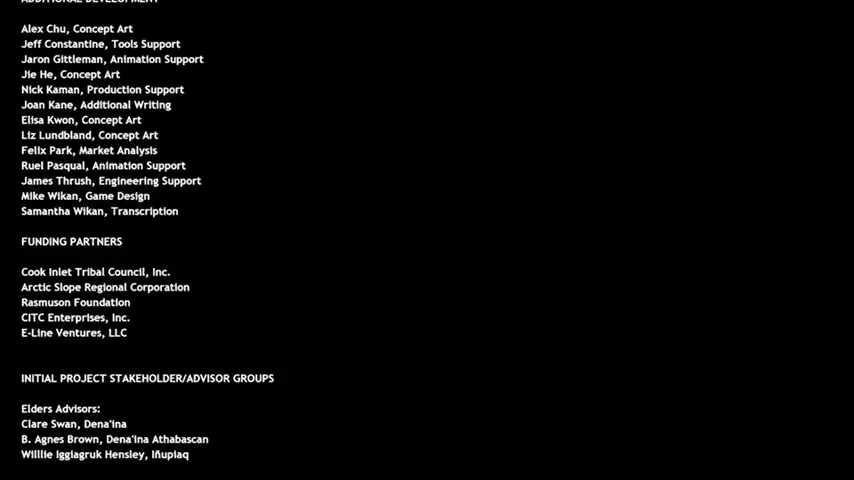 ADDITIONAL DEVELOPMENT
Alex Chu, Concept Art
Jeff Constantine, Tools Support
Jaron Gittleman, Animation Support
Jie He, Concept Art
Nick Kaman, Production Support
Joan Kane, Additional Writing
Elisa Kwon, Concept Art
Liz Lundbland, Concept Art
Felix Park, Market Analysis
Ruel Pasqual, Animation Support
James Thrush, Engineering Support
Mike Wikan, Game Design
Samantha Wikan, Transcription
FUNDING PARTNERS
Cook Inlet Tribal Council, Inc.
Arctic Slope Regional Corporation
Rasmuson Foundation
CITC Enterprises, Inc.
E-Line Ventures, LLC
INITIAL PROJECT STAKEHOLDER/ADVISOR GROUPS
Elders Advisors:
Clare Swan, Dena'ina
B. Agnes Brown, Dena'ina Athabascan
Willlie Iggiagruk Hensley, Iñupiaq